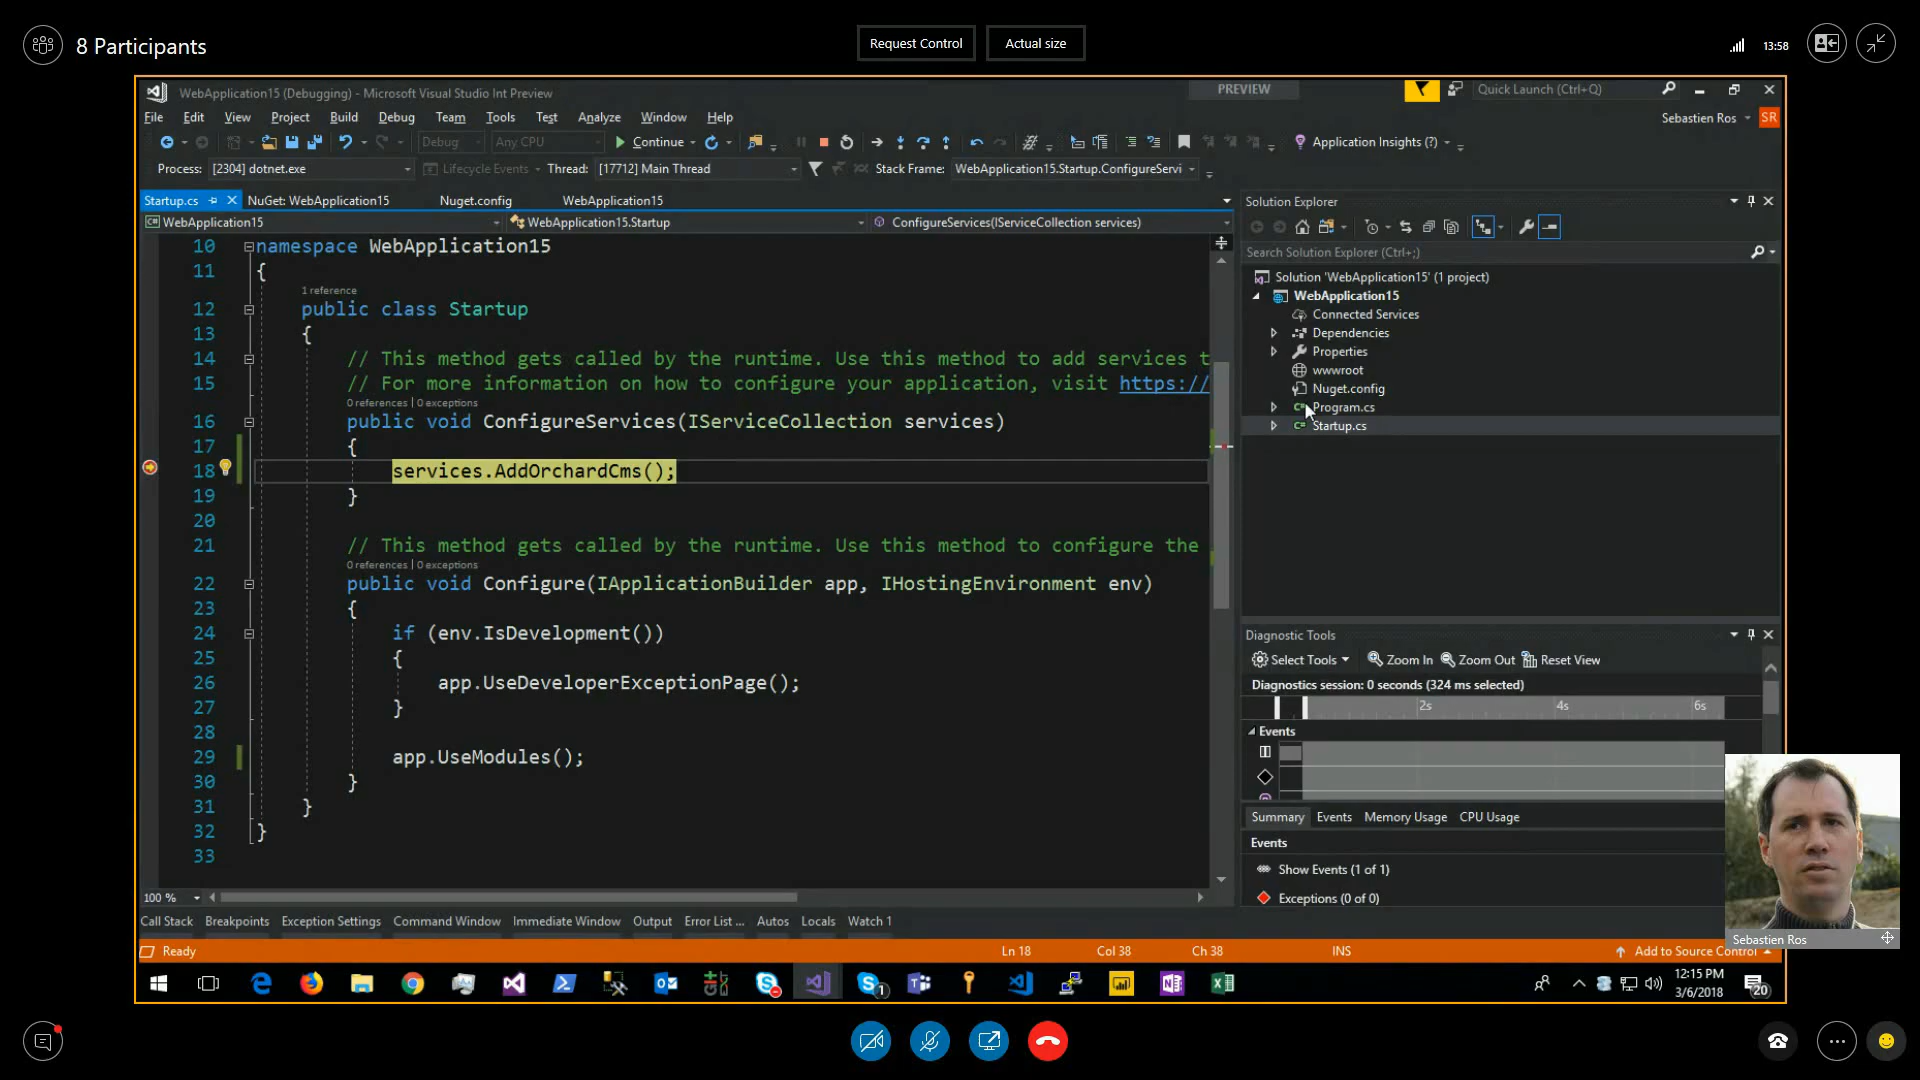 8 Participants
Request Control
Actual size
13:58
WebApplication15 (Debugging) - Microsoft Visual Studio Int Preview
PREVIEW
Quick Launch (Ctrl+Q)
File Edit View Project Build Debug Team Tools Test Analyze Window Help
Sebastien Ros
SR
Debug
Any CPU
Continue
Application Insights (?)
Process: [2304] dotnet.exe
Lifecycle Events
Thread: [17712] Main Thread
Stack Frame: WebApplication15.Startup.ConfigureServi
Startup.cs
NuGet: WebApplication15
Nuget.config
WebApplication15
WebApplication15
WebApplication15.Startup
ConfigureServices(IServiceCollection services)
10 namespace WebApplication15
11 {
1 reference
12 public class Startup
13 {
14 // This method gets called by the runtime. Use this method to add services t
15 // For more information on how to configure your application, visit https://
0 references | 0 exceptions
16 public void ConfigureServices(IServiceCollection services)
17 {
18 services.AddOrchardCms();
19 }
20
21 // This method gets called by the runtime. Use this method to configure the
0 references | 0 exceptions
22 public void Configure(IApplicationBuilder app, IHostingEnvironment env)
23 {
24 if (env.IsDevelopment())
25 {
26 app.UseDeveloperExceptionPage();
27 }
28
29 app.UseModules();
30 }
31 }
32 }
33
100 %
Solution Explorer
Search Solution Explorer (Ctrl+;)
Solution 'WebApplication15' (1 project)
WebApplication15
Connected Services
Dependencies
Properties
wwwroot
Nuget.config
Program.cs
Startup.cs
Diagnostic Tools
Select Tools
Zoom In
Zoom Out
Reset View
Diagnostics session: 0 seconds (324 ms selected)
2s 4s 6s
Events
Summary Events Memory Usage CPU Usage
Events
Show Events (1 of 1)
Exceptions (0 of 0)
Sebastien Ros
Call Stack Breakpoints Exception Settings Command Window Immediate Window Output Error List ... Autos Locals Watch 1
Ready
Ln 18
Col 38
Ch 38
INS
Add to Source Control
12:15 PM
3/6/2018
20